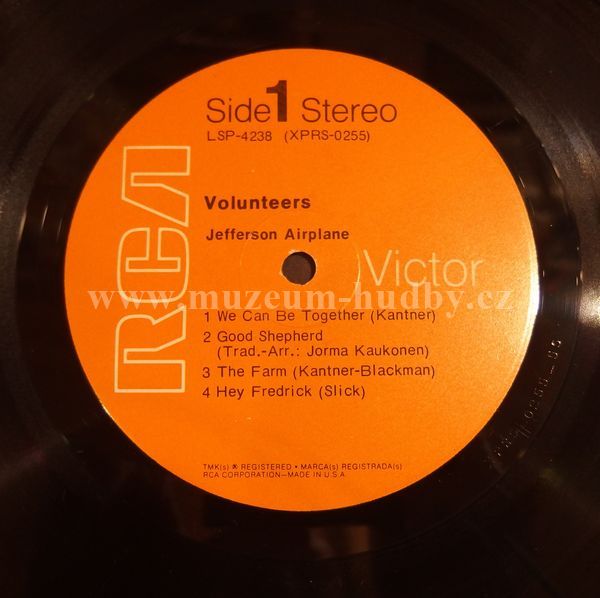 Side 1 Stereo
LSP-4238 (XPRS-0255)
RCA
Volunteers
Jefferson Airplane
Victor
www.muzeum-hudby.cz
1 We Can Be Together (Kantner)
2 Good Shepherd
(Trad.-Arr.: Jorma Kaukonen)
3 The Farm (Kantner-Blackman)
4 Hey Fredrick (Slick)
TMK(s) ® REGISTERED • MARCA(s) REGISTRADA(s)
RCA CORPORATION—MADE IN U.S.A.